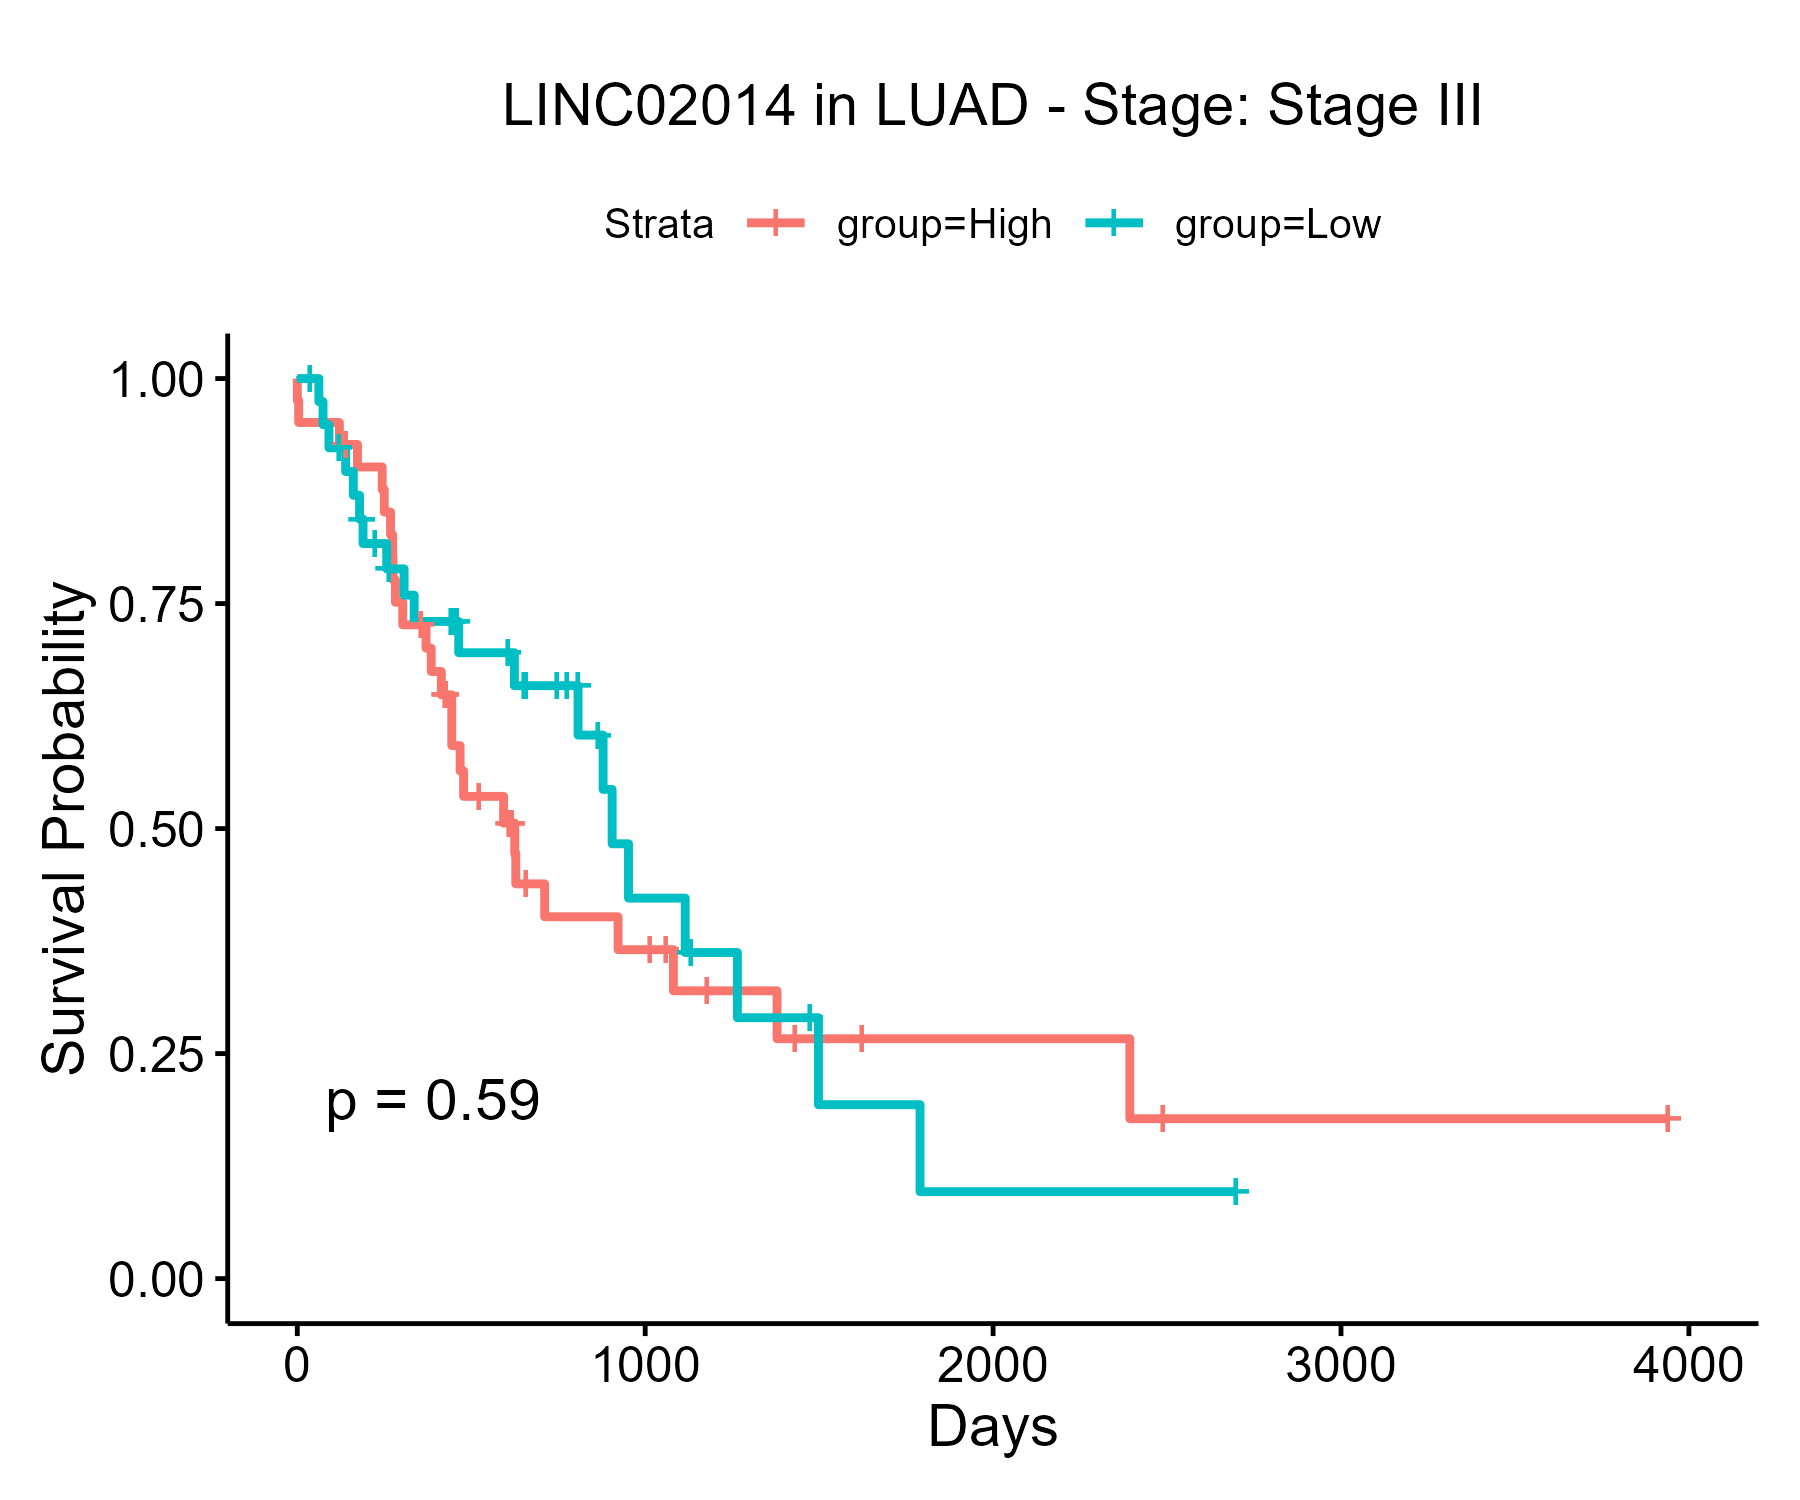 LINC02014 in LUAD - Stage: Stage III
Strata group=High group=Low
Survival Probability
1.00
0.75
0.50
0.25
0.00
p = 0.59
0 1000 2000 3000 4000
Days